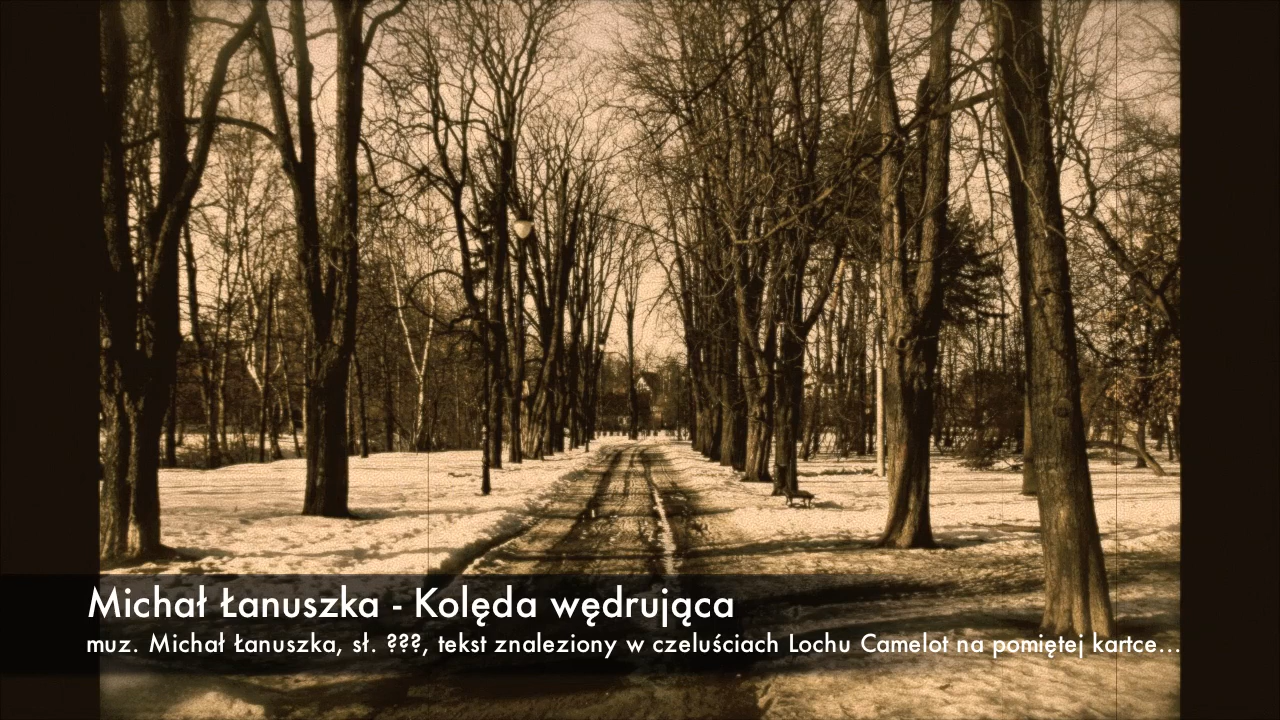 Michał Łanuszka - Kolęda wędrująca
muz. Michał Łanuszka, sł. ???, tekst znaleziony w czeluściach Lochu Camelot na pomiętej kartce...